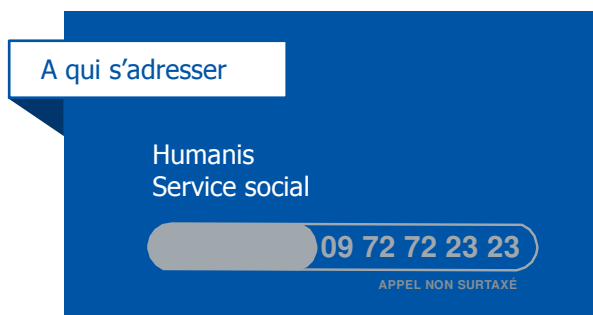 A qui s’adresser
Humanis
Service social
09 72 72 23 23
APPEL NON SURTAXÉ